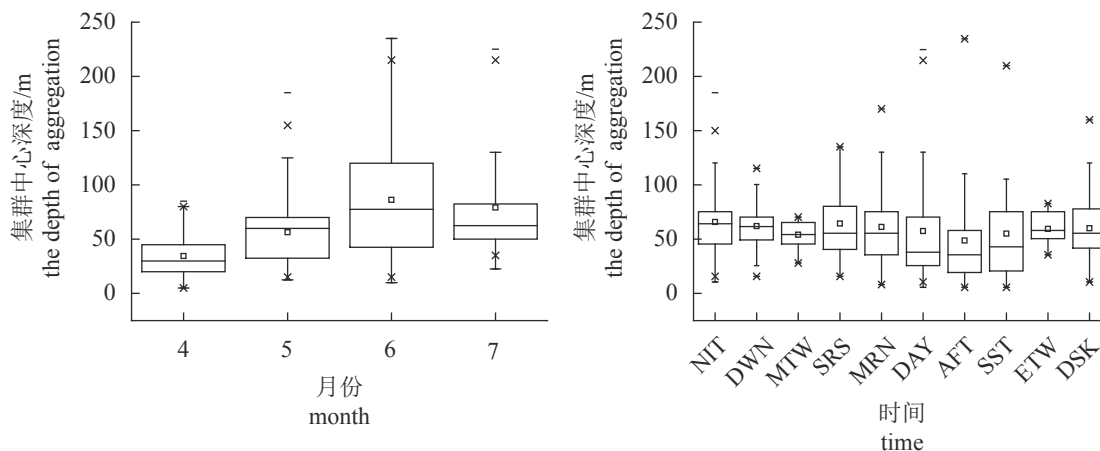 集群中心深度/m
the depth of aggregation
250
200
150
100
50
0
4
5
6
7
月份
month
集群中心深度/m
the depth of aggregation
250
200
150
100
50
0
NIT
DWN
MTW
SRS
MRN
DAY
AFT
SST
ETW
DSK
时间
time